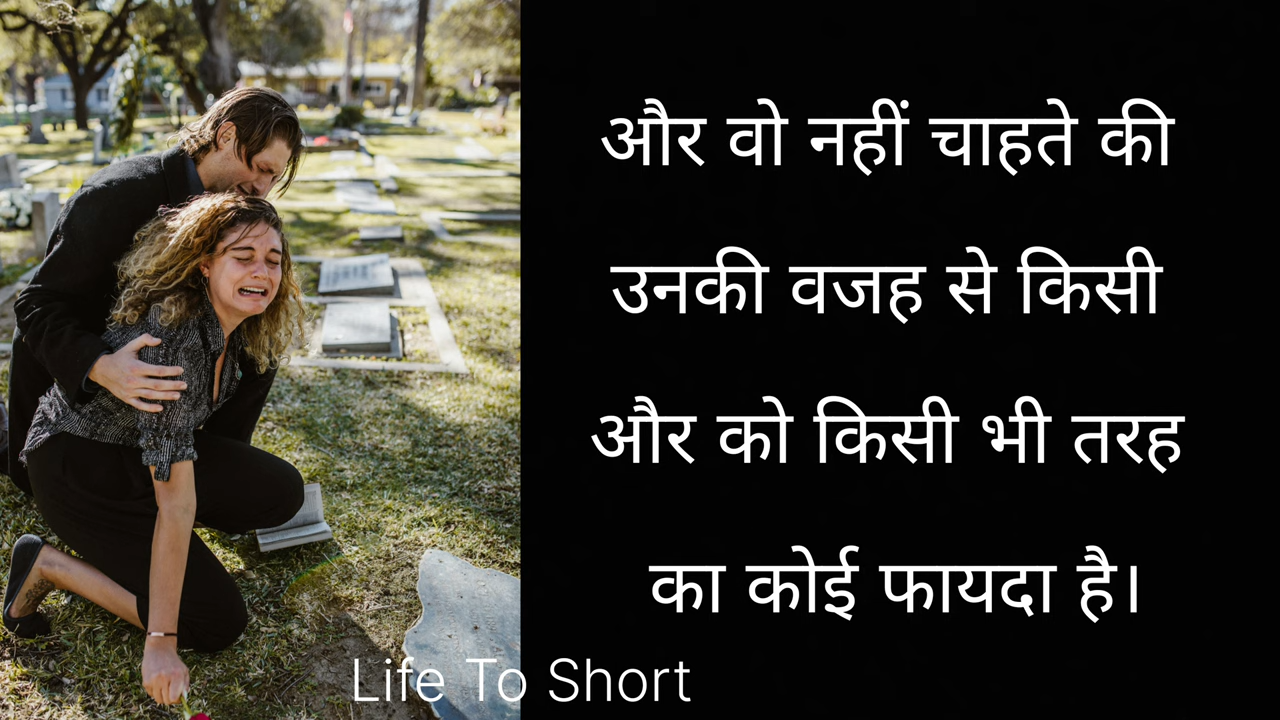 और वो नहीं चाहते की
उनकी वजह से किसी
और को किसी भी तरह
का कोई फायदा है।
Life To Short